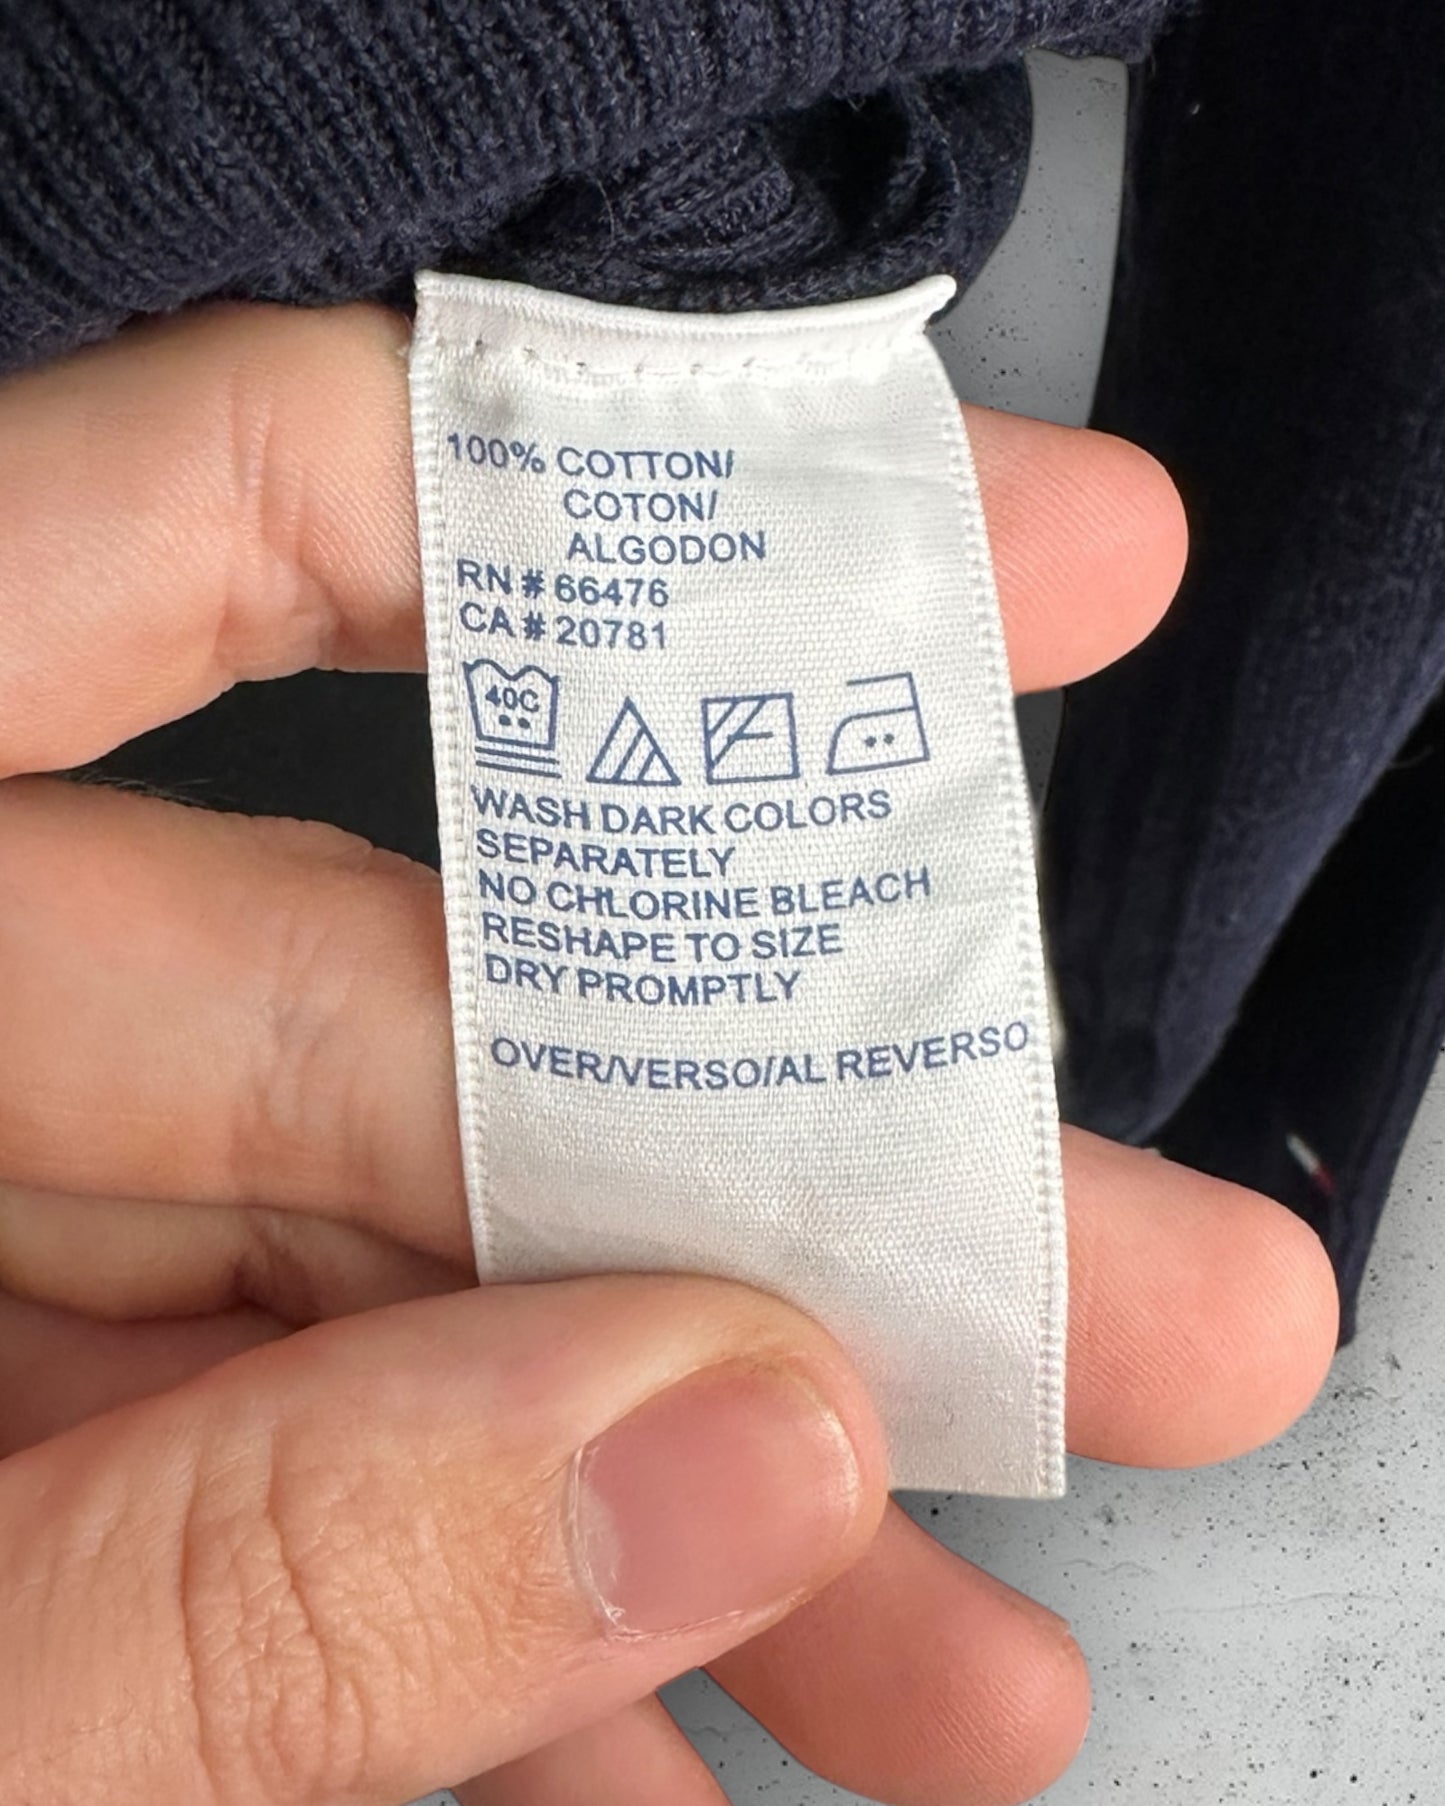 100% COTTON/
COTON/
ALGODON
RN # 66476
CA # 20781
40C
WASH DARK COLORS
SEPARATELY
NO CHLORINE BLEACH
RESHAPE TO SIZE
DRY PROMPTLY
OVER/VERSO/AL REVERSO